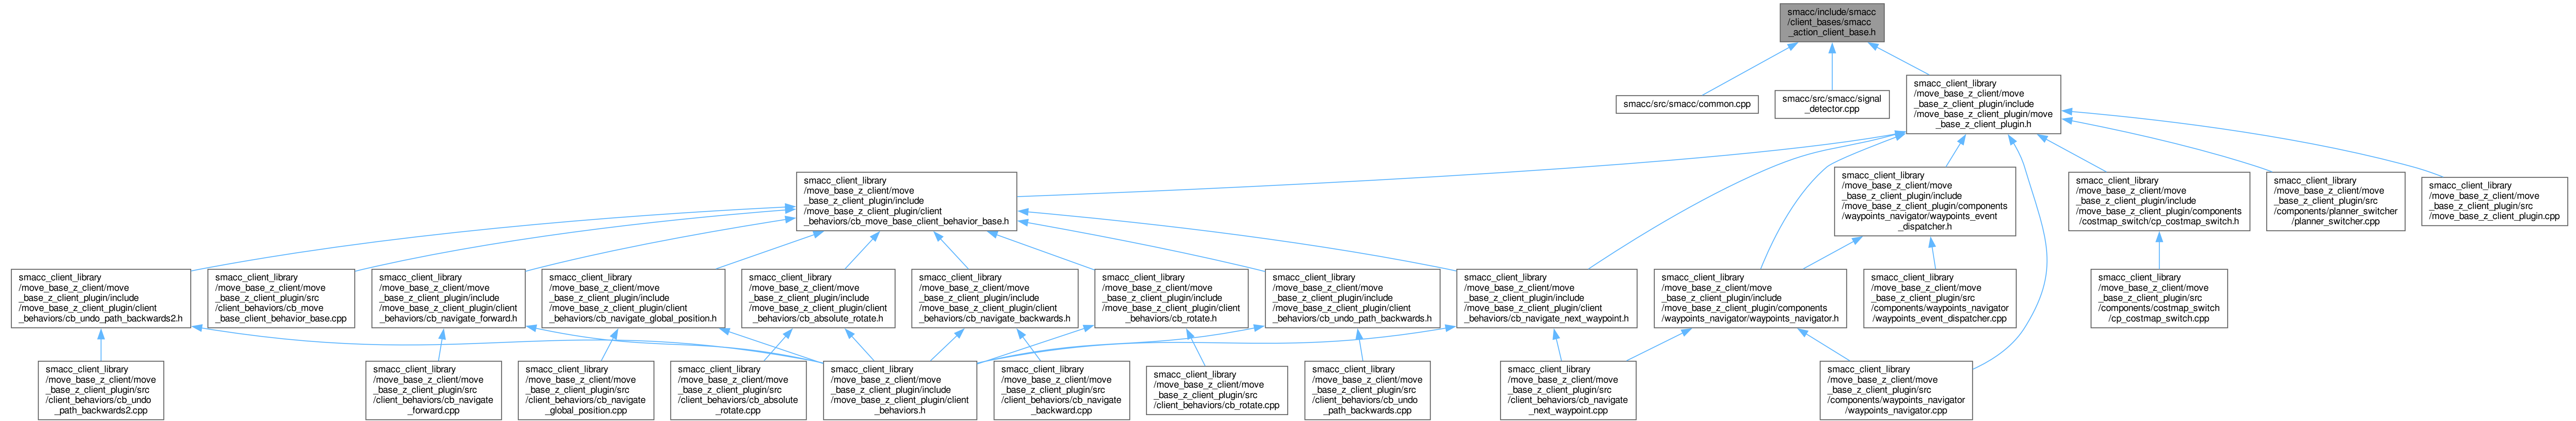 smacc/include/smacc
/client_bases/smacc
_action_client_base.h
smacc/src/smacc/common.cpp
smacc/src/smacc/signal
_detector.cpp
smacc_client_library
/move_base_z_client/move
_base_z_client_plugin/include
/move_base_z_client_plugin/move
_base_z_client_plugin.h
smacc_client_library
/move_base_z_client/move
_base_z_client_plugin/include
/move_base_z_client_plugin/client
_behaviors/cb_move_base_client_behavior_base.h
smacc_client_library
/move_base_z_client/move
_base_z_client_plugin/include
/move_base_z_client_plugin/components
/waypoints_navigator/waypoints_event
_dispatcher.h
smacc_client_library
/move_base_z_client/move
_base_z_client_plugin/include
/move_base_z_client_plugin/components
/costmap_switch/cp_costmap_switch.h
smacc_client_library
/move_base_z_client/move
_base_z_client_plugin/src
/components/planner_switcher
/planner_switcher.cpp
smacc_client_library
/move_base_z_client/move
_base_z_client_plugin/src
/move_base_z_client_plugin.cpp
smacc_client_library
/move_base_z_client/move
_base_z_client_plugin/include
/move_base_z_client_plugin/client
_behaviors/cb_undo_path_backwards2.h
smacc_client_library
/move_base_z_client/move
_base_z_client_plugin/src
/client_behaviors/cb_move
_base_client_behavior_base.cpp
smacc_client_library
/move_base_z_client/move
_base_z_client_plugin/include
/move_base_z_client_plugin/client
_behaviors/cb_navigate_forward.h
smacc_client_library
/move_base_z_client/move
_base_z_client_plugin/include
/move_base_z_client_plugin/client
_behaviors/cb_navigate_global_position.h
smacc_client_library
/move_base_z_client/move
_base_z_client_plugin/include
/move_base_z_client_plugin/client
_behaviors/cb_absolute_rotate.h
smacc_client_library
/move_base_z_client/move
_base_z_client_plugin/include
/move_base_z_client_plugin/client
_behaviors/cb_navigate_backwards.h
smacc_client_library
/move_base_z_client/move
_base_z_client_plugin/include
/move_base_z_client_plugin/client
_behaviors/cb_rotate.h
smacc_client_library
/move_base_z_client/move
_base_z_client_plugin/include
/move_base_z_client_plugin/client
_behaviors/cb_undo_path_backwards.h
smacc_client_library
/move_base_z_client/move
_base_z_client_plugin/include
/move_base_z_client_plugin/client
_behaviors/cb_navigate_next_waypoint.h
smacc_client_library
/move_base_z_client/move
_base_z_client_plugin/include
/move_base_z_client_plugin/components
/waypoints_navigator/waypoints_navigator.h
smacc_client_library
/move_base_z_client/move
_base_z_client_plugin/src
/components/waypoints_navigator
/waypoints_event_dispatcher.cpp
smacc_client_library
/move_base_z_client/move
_base_z_client_plugin/src
/components/costmap_switch
/cp_costmap_switch.cpp
smacc_client_library
/move_base_z_client/move
_base_z_client_plugin/src
/client_behaviors/cb_undo
_path_backwards2.cpp
smacc_client_library
/move_base_z_client/move
_base_z_client_plugin/src
/client_behaviors/cb_navigate
_forward.cpp
smacc_client_library
/move_base_z_client/move
_base_z_client_plugin/src
/client_behaviors/cb_navigate
_global_position.cpp
smacc_client_library
/move_base_z_client/move
_base_z_client_plugin/src
/client_behaviors/cb_absolute
_rotate.cpp
smacc_client_library
/move_base_z_client/move
_base_z_client_plugin/include
/move_base_z_client_plugin/client
_behaviors.h
smacc_client_library
/move_base_z_client/move
_base_z_client_plugin/src
/client_behaviors/cb_navigate
_backward.cpp
smacc_client_library
/move_base_z_client/move
_base_z_client_plugin/src
/client_behaviors/cb_rotate.cpp
smacc_client_library
/move_base_z_client/move
_base_z_client_plugin/src
/client_behaviors/cb_undo
_path_backwards.cpp
smacc_client_library
/move_base_z_client/move
_base_z_client_plugin/src
/client_behaviors/cb_navigate
_next_waypoint.cpp
smacc_client_library
/move_base_z_client/move
_base_z_client_plugin/src
/components/waypoints_navigator
/waypoints_navigator.cpp